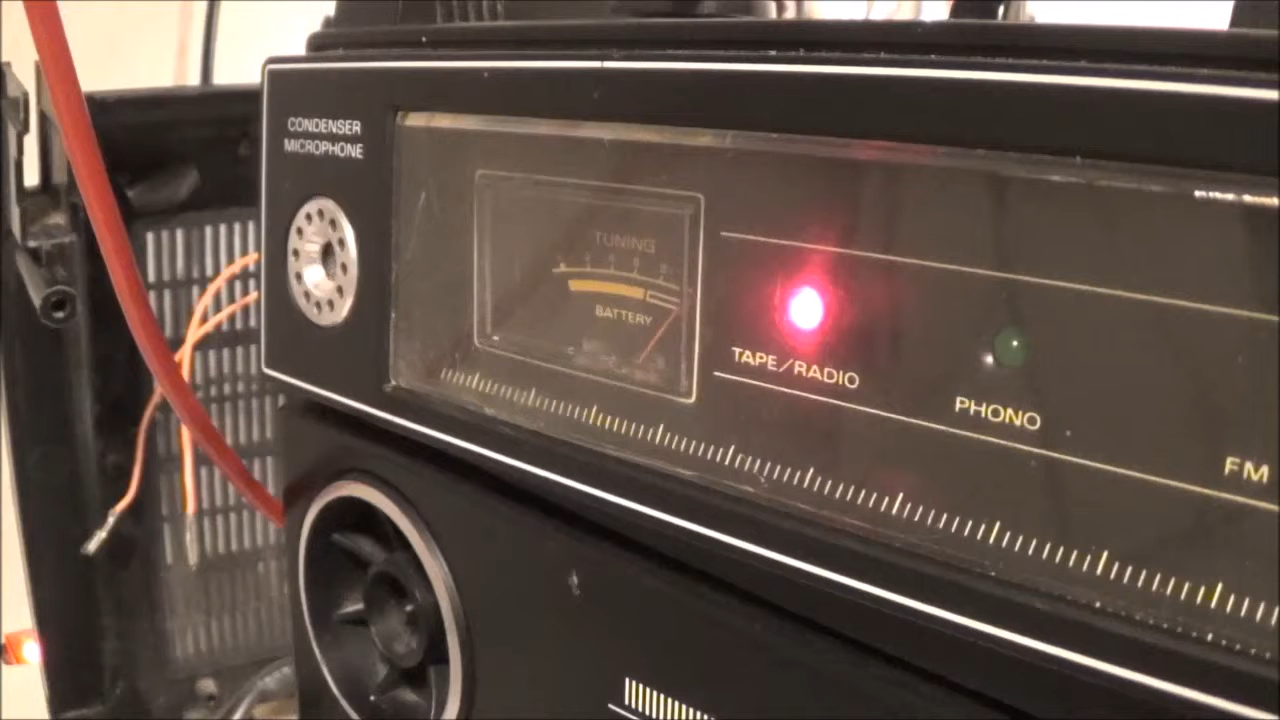 CONDENSER
MICROPHONE
TUNING
BATTERY
TAPE/RADIO
PHONO
FM